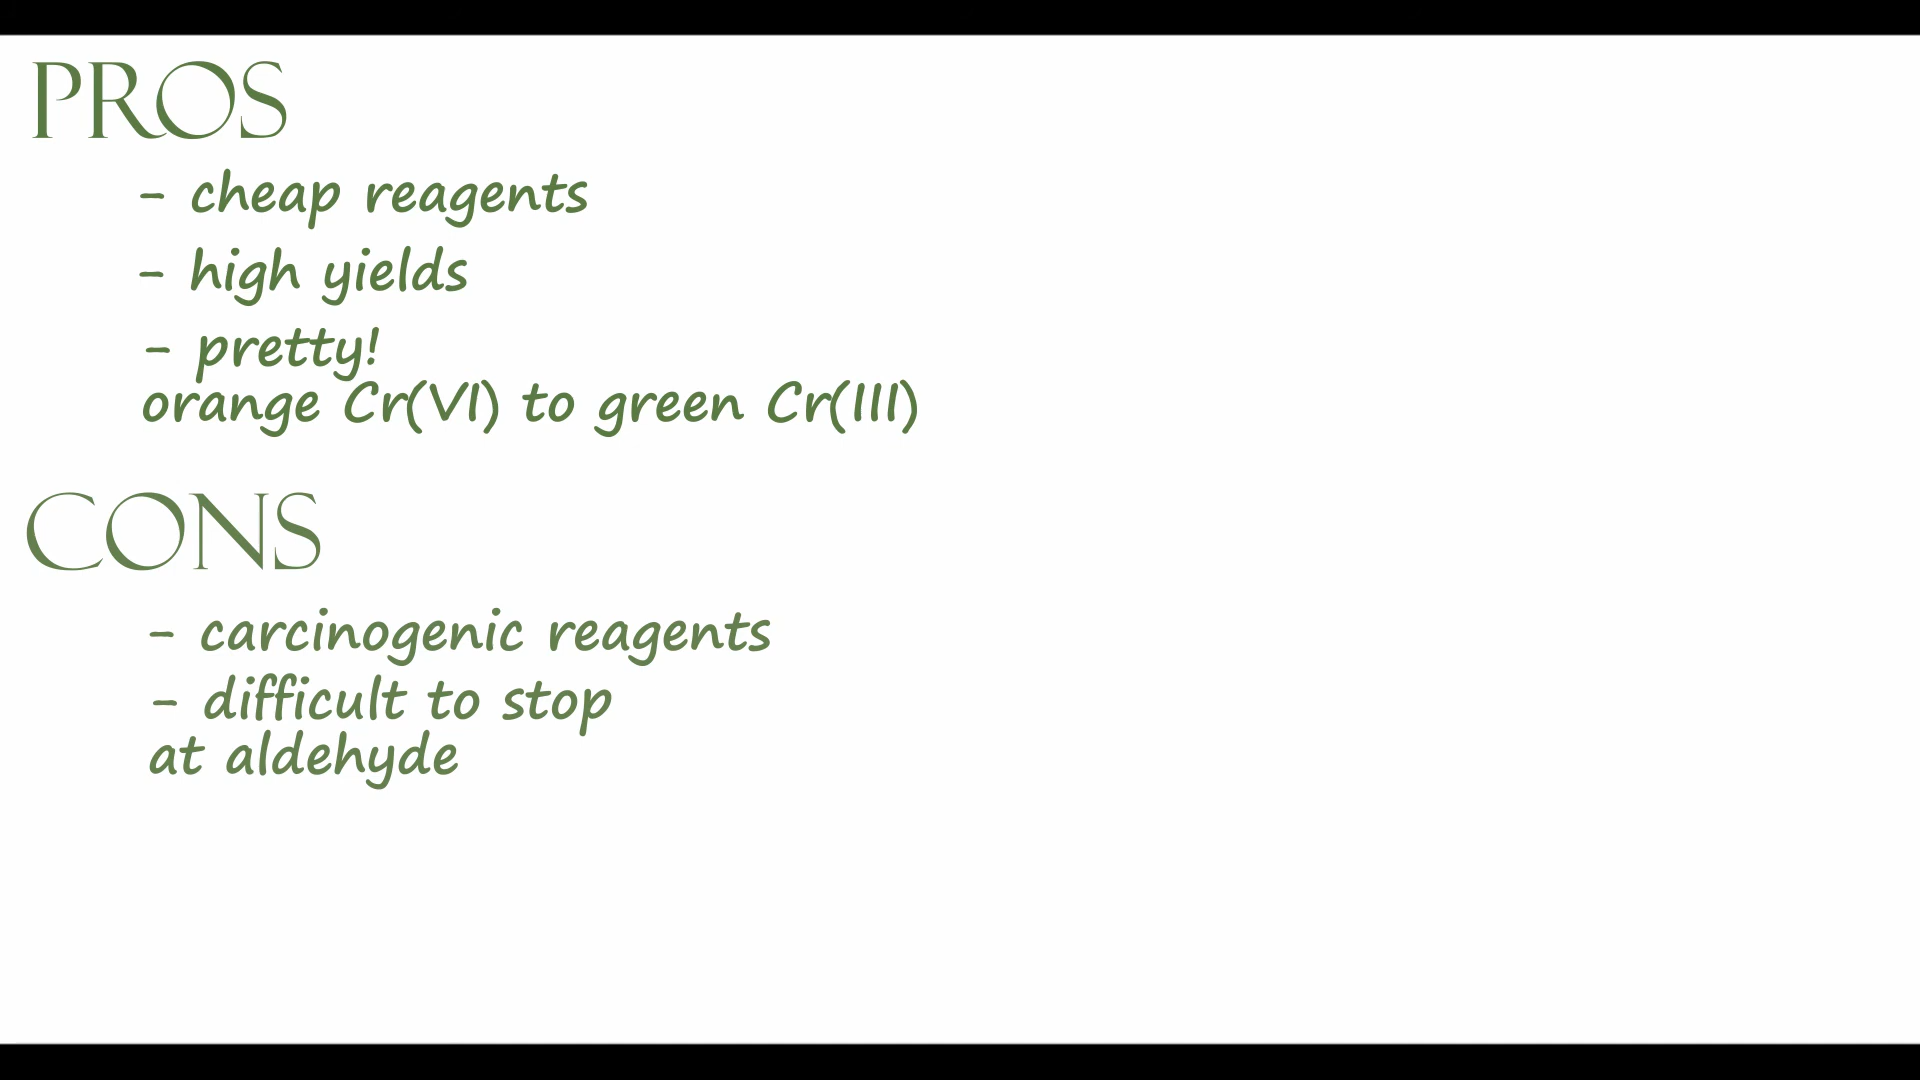 PROS
- cheap reagents
- high yields
- pretty!
orange Cr(VI) to green Cr(III)
CONS
- carcinogenic reagents
- difficult to stop
at aldehyde